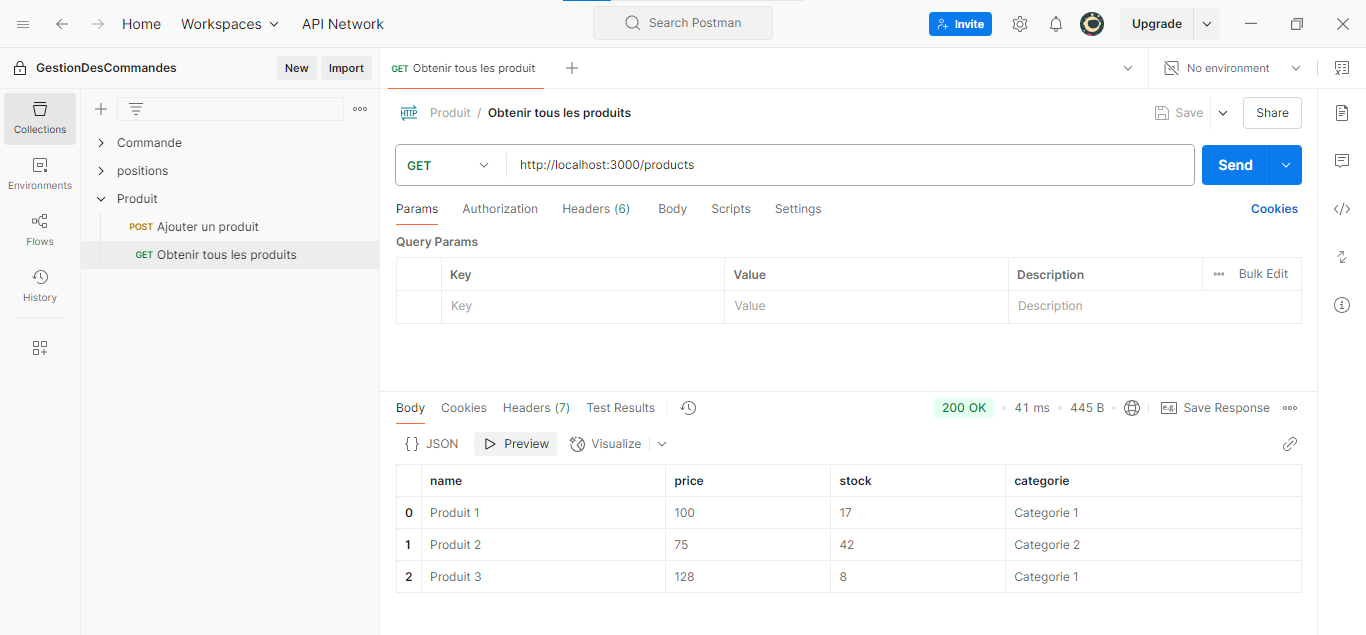 Home Workspaces API Network Search Postman Invite Upgrade
GestionDesCommandes New Import GET Obtenir tous les produit No environment
Collections
Environments
Flows
History
Commande
positions
Produit
POST Ajouter un produit
GET Obtenir tous les produits
HTTP Produit / Obtenir tous les produits Save Share
GET http://localhost:3000/products Send
Params Authorization Headers (6) Body Scripts Settings Cookies
Query Params
Key Value Description Bulk Edit
Key Value Description
Body Cookies Headers (7) Test Results 200 OK 41 ms 445 B e.g. Save Response
{} JSON Preview Visualize
name price stock categorie
0 Produit 1 100 17 Categorie 1
1 Produit 2 75 42 Categorie 2
2 Produit 3 128 8 Categorie 1